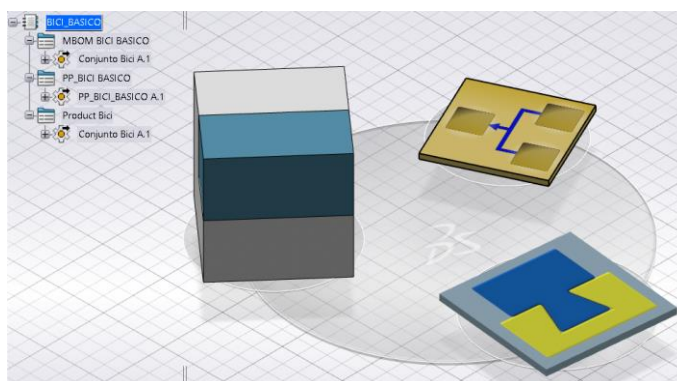 BICI_BASICO
MBOM BICI BASICO
Conjunto Bici A.1
PP_BICI BASICO
PP_BICI_BASICO A.1
Product Bici
Conjunto Bici A.1